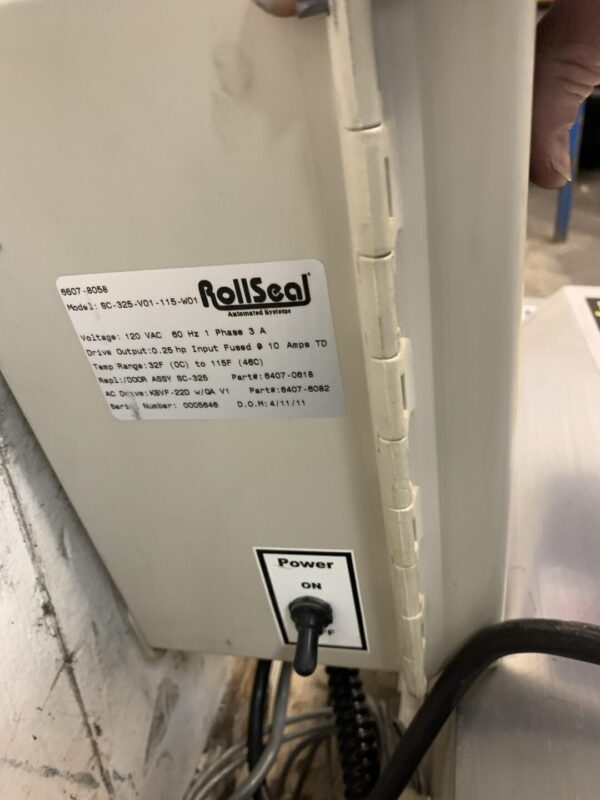 6607-8058
Model: SC-325-V01-115-W01
RollSeal
Automated Systems
Voltage: 120 VAC 60 Hz 1 Phase 3 A
Drive Output:0.25 hp Input Fused @ 10 Amps TD
Temp Range:32F (0C) to 115F (46C)
Repl:/DOOR ASSY SC-325 Part#:6407-0618
AC Drive:KBVF-22D w/QA V1 Part#:6407-6082
Serial Number: 0005646 D.O.M:4/11/11
Power
ON